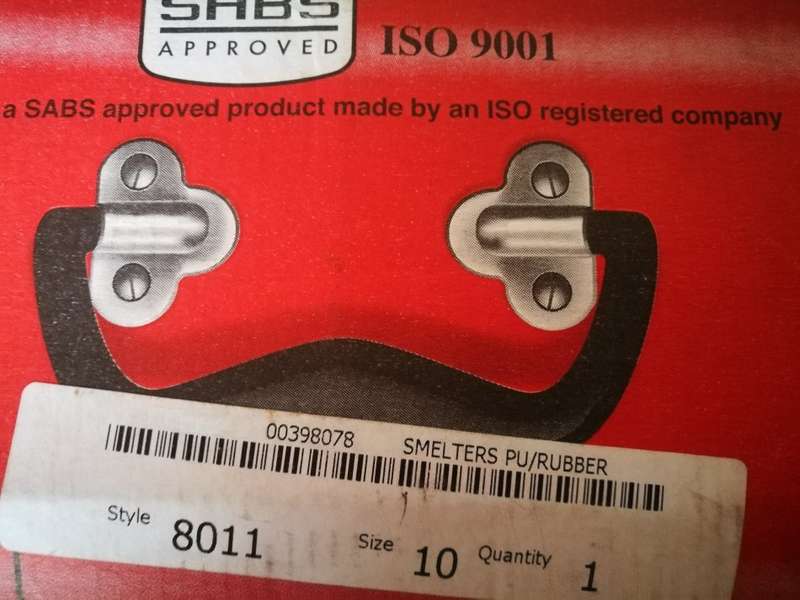 SABS
APPROVED
ISO 9001
a SABS approved product made by an ISO registered company
00398078 SMELTERS PU/RUBBER
Style 8011 Size 10 Quantity 1